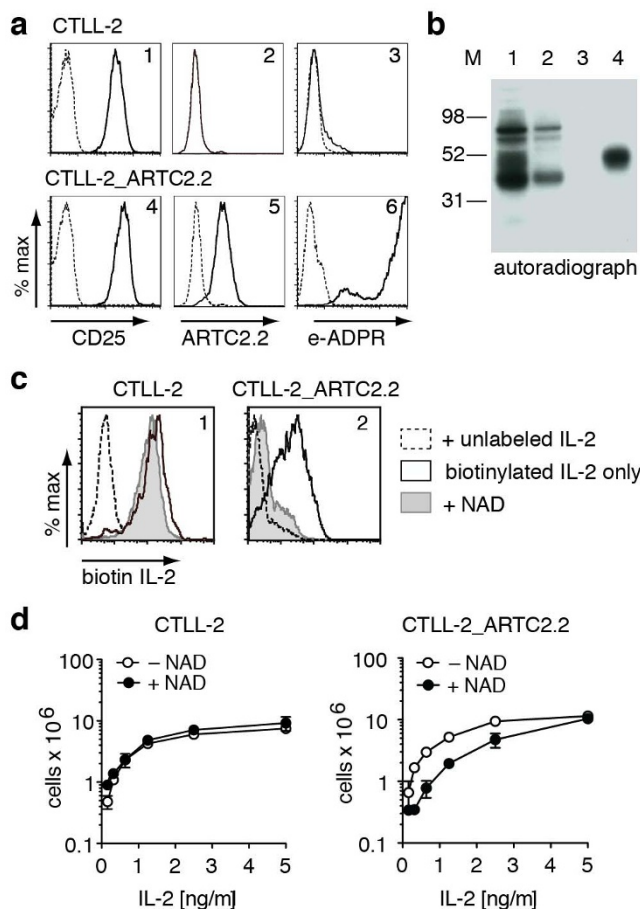 a
CTLL-2
1
2
3
CTLL-2_ARTC2.2
4
5
6
% max
CD25
ARTC2.2
e-ADPR
b
M 1 2 3 4
98
52
31
autoradiograph
c
CTLL-2
CTLL-2_ARTC2.2
1
2
% max
biotin IL-2
+ unlabeled IL-2
biotinylated IL-2 only
+ NAD
d
CTLL-2
CTLL-2_ARTC2.2
– NAD
+ NAD
– NAD
+ NAD
cells x 10⁶
100
10
1
0.1
0 1 2 3 4 5
IL-2 [ng/m]
cells x 10⁶
100
10
1
0.1
0 1 2 3 4 5
IL-2 [ng/m]